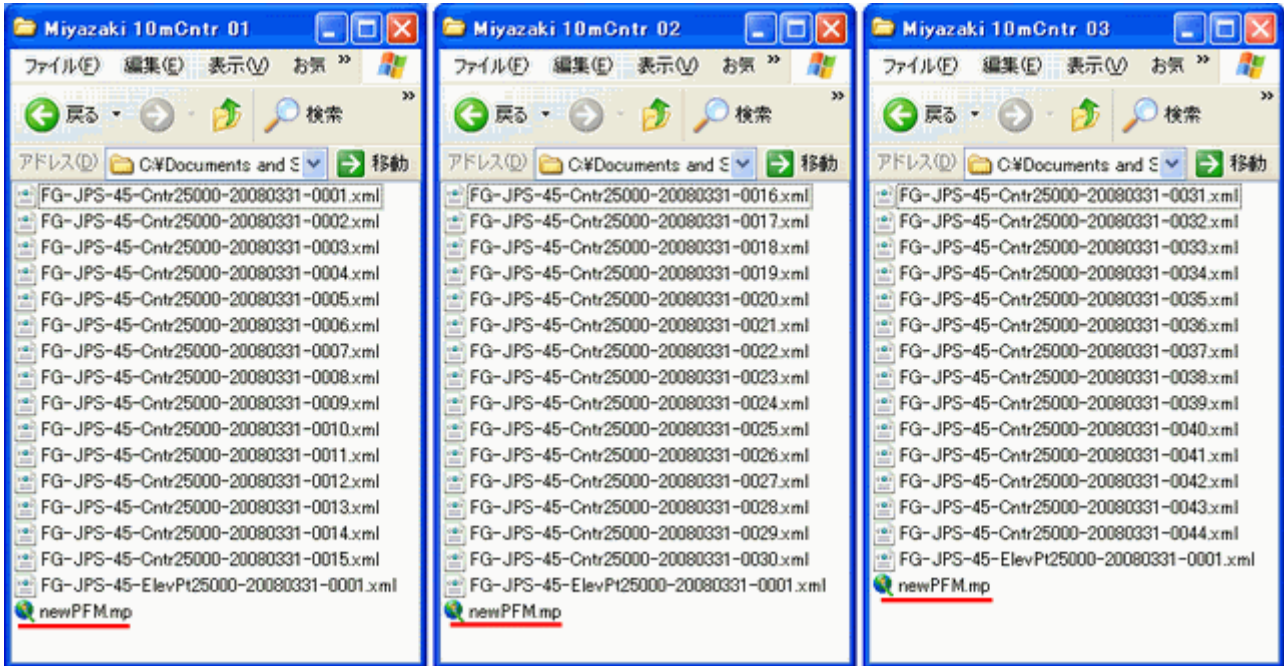 Miyazaki 10mCntr 01
ファイル(F) 編集(E) 表示(V) お気 »
戻る 検索 »
アドレス(D) C:¥Documents and S 移動
FG-JPS-45-Cntr25000-20080331-0001.xml
FG-JPS-45-Cntr25000-20080331-0002.xml
FG-JPS-45-Cntr25000-20080331-0003.xml
FG-JPS-45-Cntr25000-20080331-0004.xml
FG-JPS-45-Cntr25000-20080331-0005.xml
FG-JPS-45-Cntr25000-20080331-0006.xml
FG-JPS-45-Cntr25000-20080331-0007.xml
FG-JPS-45-Cntr25000-20080331-0008.xml
FG-JPS-45-Cntr25000-20080331-0009.xml
FG-JPS-45-Cntr25000-20080331-0010.xml
FG-JPS-45-Cntr25000-20080331-0011.xml
FG-JPS-45-Cntr25000-20080331-0012.xml
FG-JPS-45-Cntr25000-20080331-0013.xml
FG-JPS-45-Cntr25000-20080331-0014.xml
FG-JPS-45-Cntr25000-20080331-0015.xml
FG-JPS-45-ElevPt25000-20080331-0001.xml
newPFM.mp
Miyazaki 10mCntr 02
ファイル(F) 編集(E) 表示(V) お気 »
戻る 検索 »
アドレス(D) C:¥Documents and S 移動
FG-JPS-45-Cntr25000-20080331-0016.xml
FG-JPS-45-Cntr25000-20080331-0017.xml
FG-JPS-45-Cntr25000-20080331-0018.xml
FG-JPS-45-Cntr25000-20080331-0019.xml
FG-JPS-45-Cntr25000-20080331-0020.xml
FG-JPS-45-Cntr25000-20080331-0021.xml
FG-JPS-45-Cntr25000-20080331-0022.xml
FG-JPS-45-Cntr25000-20080331-0023.xml
FG-JPS-45-Cntr25000-20080331-0024.xml
FG-JPS-45-Cntr25000-20080331-0025.xml
FG-JPS-45-Cntr25000-20080331-0026.xml
FG-JPS-45-Cntr25000-20080331-0027.xml
FG-JPS-45-Cntr25000-20080331-0028.xml
FG-JPS-45-Cntr25000-20080331-0029.xml
FG-JPS-45-Cntr25000-20080331-0030.xml
FG-JPS-45-ElevPt25000-20080331-0001.xml
newPFM.mp
Miyazaki 10mCntr 03
ファイル(F) 編集(E) 表示(V) お気 »
戻る 検索 »
アドレス(D) C:¥Documents and S 移動
FG-JPS-45-Cntr25000-20080331-0031.xml
FG-JPS-45-Cntr25000-20080331-0032.xml
FG-JPS-45-Cntr25000-20080331-0033.xml
FG-JPS-45-Cntr25000-20080331-0034.xml
FG-JPS-45-Cntr25000-20080331-0035.xml
FG-JPS-45-Cntr25000-20080331-0036.xml
FG-JPS-45-Cntr25000-20080331-0037.xml
FG-JPS-45-Cntr25000-20080331-0038.xml
FG-JPS-45-Cntr25000-20080331-0039.xml
FG-JPS-45-Cntr25000-20080331-0040.xml
FG-JPS-45-Cntr25000-20080331-0041.xml
FG-JPS-45-Cntr25000-20080331-0042.xml
FG-JPS-45-Cntr25000-20080331-0043.xml
FG-JPS-45-Cntr25000-20080331-0044.xml
FG-JPS-45-ElevPt25000-20080331-0001.xml
newPFM.mp